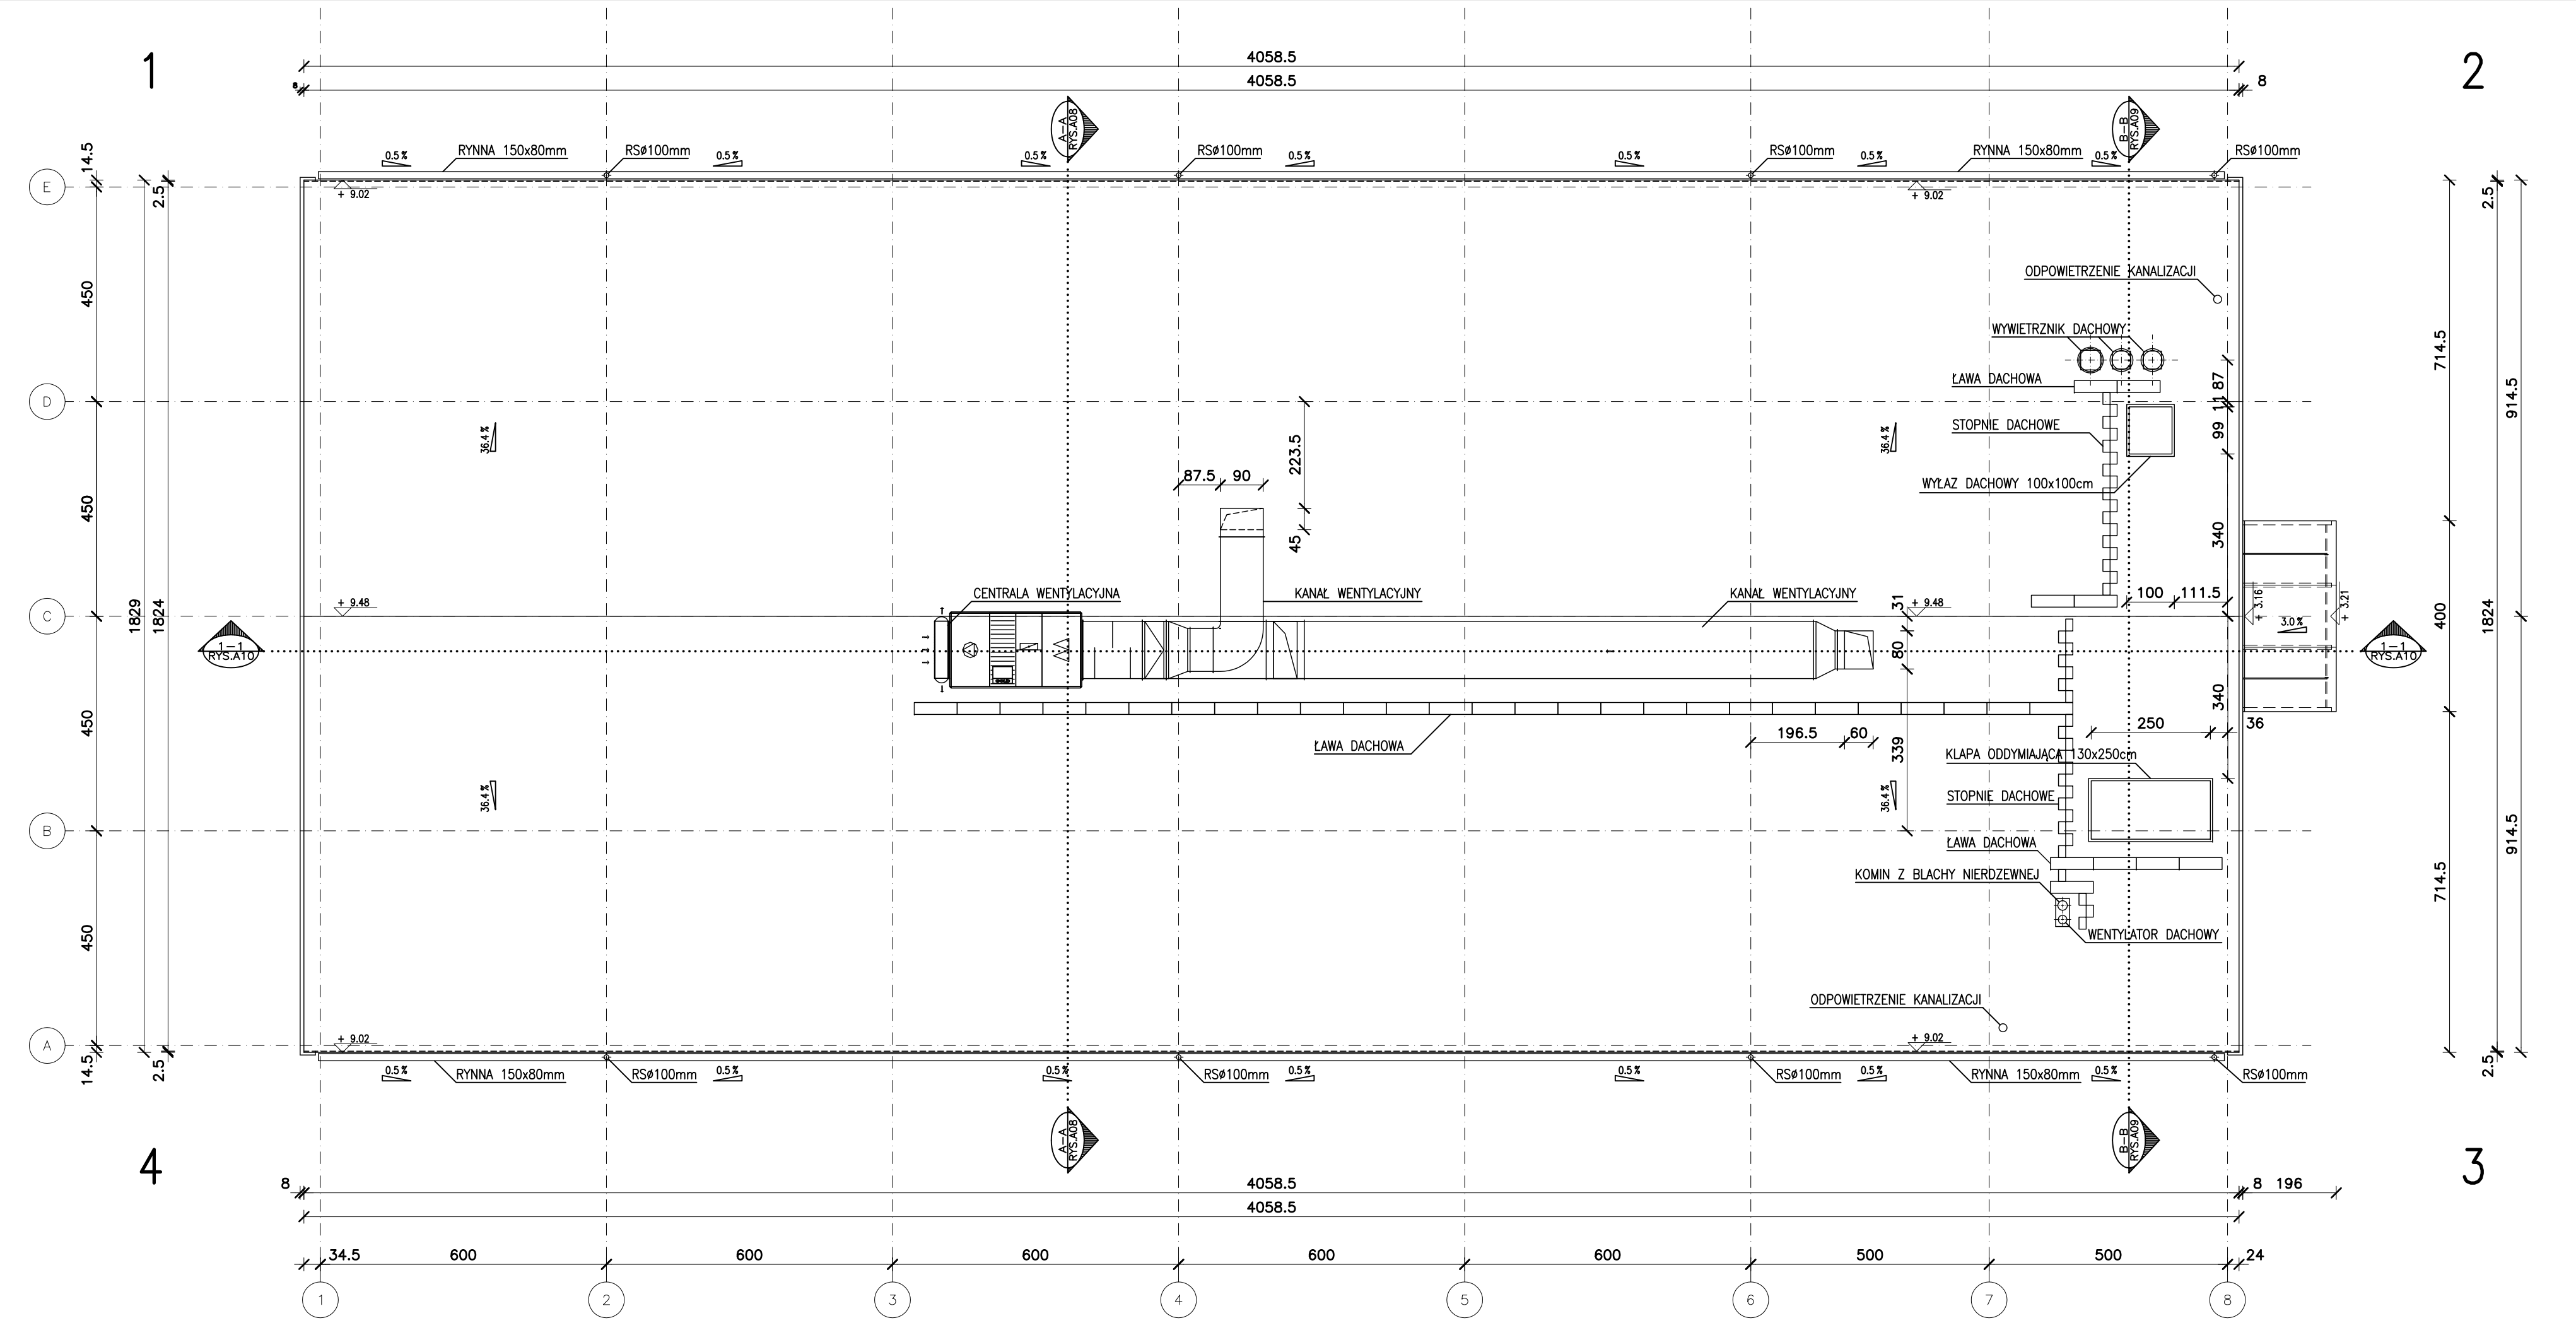 1
4058.5
2
8
4058.5
8
A-A
RYS.A08
B-B
RYS.A09
14.5
0.5%
RYNNA 150x80mm
RSø100mm
0.5%
0.5%
RSø100mm
0.5%
0.5%
RSø100mm
0.5%
RYNNA 150x80mm
0.5%
RSø100mm
E
2.5
+ 9.02
+ 9.02
2.5
ODPOWIETRZENIE KANALIZACJI
450
WYWIETRZNIK DACHOWY
714.5
ŁAWA DACHOWA
87
914.5
D
11
STOPNIE DACHOWE
99
36.4%
36.4%
223.5
87.5
90
WYŁAZ DACHOWY 100x100cm
450
45
340
CENTRALA WENTYLACYJNA
KANAŁ WENTYLACYJNY
KANAŁ WENTYLACYJNY
100
111.5
1829
1824
+ 9.48
31
+ 9.48
+ 3.16
+ 3.21
C
3.0%
400
1824
1-1
RYS.A10
80
1-1
RYS.A10
340
450
250
36
196.5
60
ŁAWA DACHOWA
339
KLAPA ODDYMIAJĄCA 130x250cm
36.4%
36.4%
STOPNIE DACHOWE
B
914.5
ŁAWA DACHOWA
KOMIN Z BLACHY NIERDZEWNEJ
714.5
450
WENTYLATOR DACHOWY
ODPOWIETRZENIE KANALIZACJI
A
+ 9.02
+ 9.02
14.5
2.5
0.5%
RYNNA 150x80mm
RSø100mm
0.5%
0.5%
RSø100mm
0.5%
0.5%
RSø100mm
0.5%
RYNNA 150x80mm
0.5%
RSø100mm
2.5
A-A
RYS.A08
B-B
RYS.A09
4
3
8
4058.5
8
196
4058.5
34.5
600
600
600
600
600
500
500
24
1
2
3
4
5
6
7
8